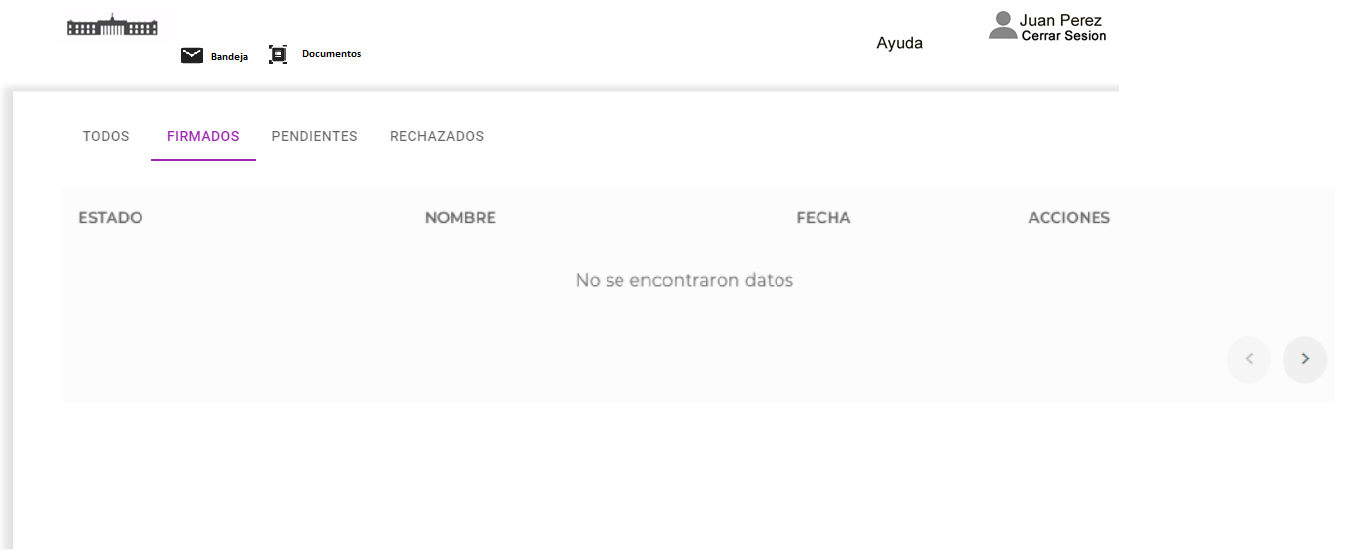 Juan Perez
Cerrar Sesion
Ayuda
Bandeja Documentos
TODOS FIRMADOS PENDIENTES RECHAZADOS
ESTADO NOMBRE FECHA ACCIONES
No se encontraron datos